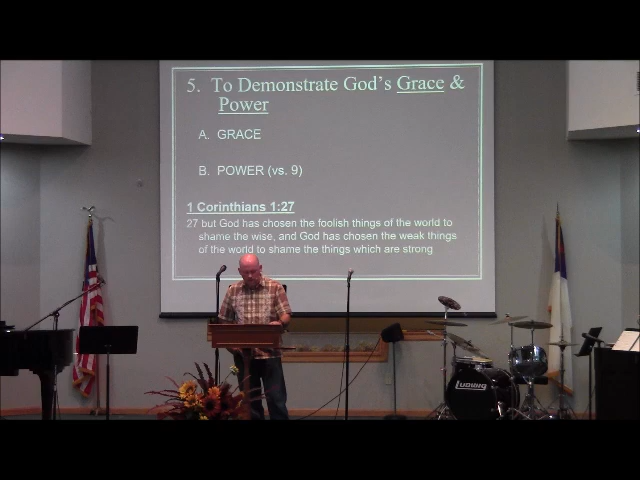 5. To Demonstrate God's Grace &
Power
A. GRACE
B. POWER (vs. 9)
1 Corinthians 1:27
27 but God has chosen the foolish things of the world to
shame the wise, and God has chosen the weak things
of the world to shame the things which are strong
LUDWIG